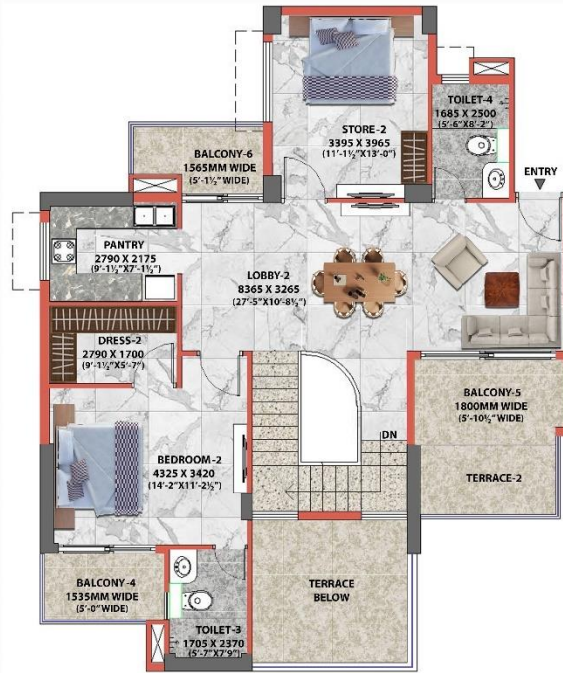 TOILET-4
1685 X 2500
(5'-6"X8'-2")
STORE-2
3395 X 3965
(11'-1½"X13'-0")
BALCONY-6
1565MM WIDE
(5'-1½" WIDE)
ENTRY
PANTRY
2790 X 2175
(9'-1½"X7'-1½")
LOBBY-2
8365 X 3265
(27'-5"X10'-8½")
DRESS-2
2790 X 1700
(9'-1½"X5'-7")
BALCONY-5
1800MM WIDE
(5'-10½" WIDE)
DN
BEDROOM-2
4325 X 3420
(14'-2"X11'-2½")
TERRACE-2
BALCONY-4
1535MM WIDE
(5'-0" WIDE)
TERRACE
BELOW
TOILET-3
1705 X 2370
(5'-7"X7'9")